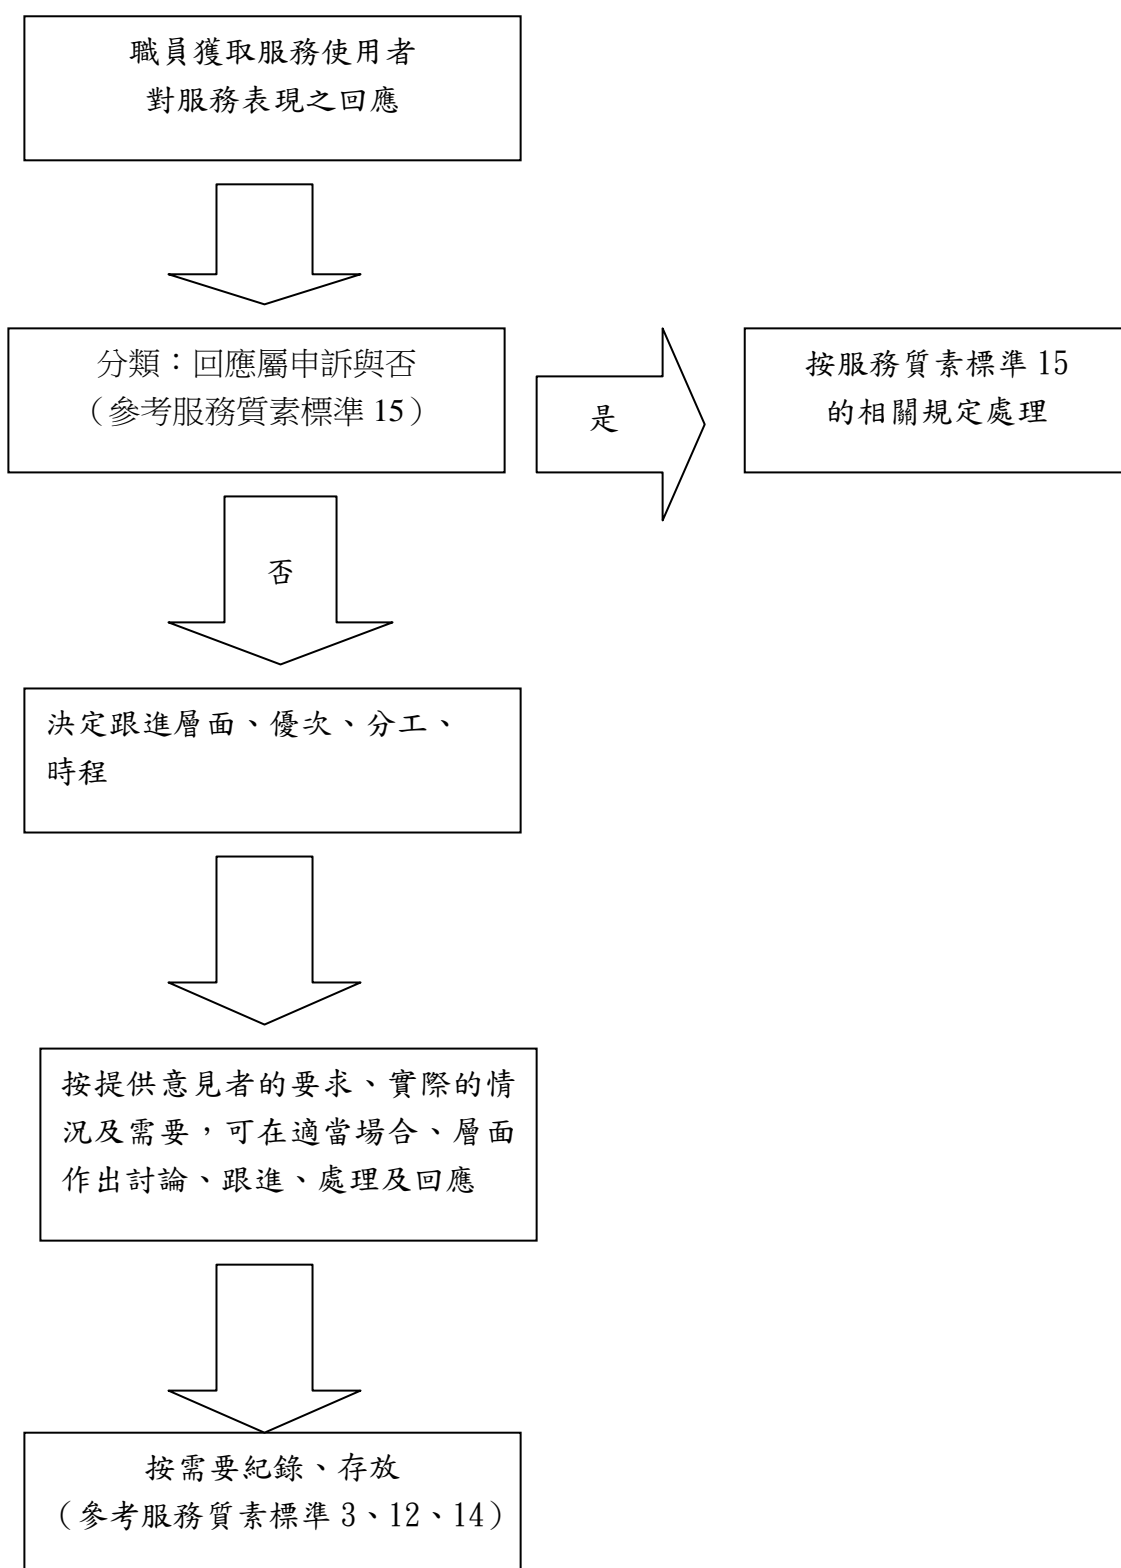 職員獲取服務使用者
對服務表現之回應
分類：回應屬申訴與否
（參考服務質素標準 15）
是
按服務質素標準 15
的相關規定處理
否
決定跟進層面、優次、分工、
時程
按提供意見者的要求、實際的情
況及需要，可在適當場合、層面
作出討論、跟進、處理及回應
按需要紀錄、存放
（參考服務質素標準 3、12、14）